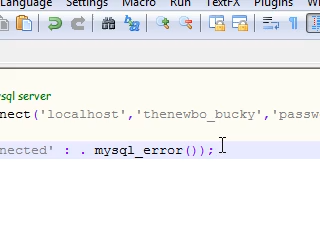 Language Settings Macro Run TextFX Plugins
sql server
nect('localhost','thenewbo_bucky','passw
nected' : . mysql_error());